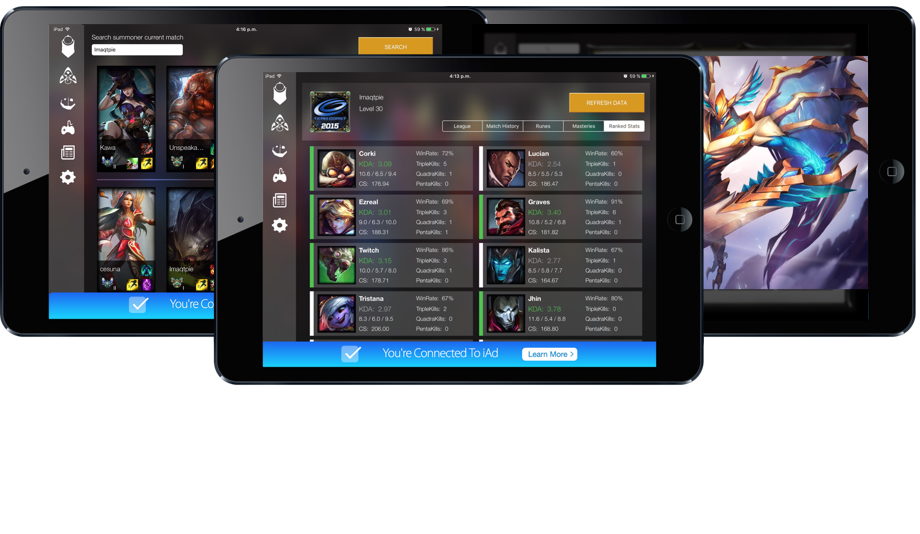 iPad
4:16 p.m.
59 %
Search summoner current match
Imaqtpie
SEARCH
Kawa
Unspeaka...
cesuna
Imaqtpie
You're Co
iPad
4:13 p.m.
59 %
TEAM COAST
2015
Imaqtpie
Level 30
REFRESH DATA
League
Match History
Runes
Masteries
Ranked Stats
Corki
WinRate: 72%
KDA: 3.09
TripleKills: 5
10.6 / 6.5 / 9.4
QuadraKills: 1
CS: 176.94
PentaKills: 0
Lucian
WinRate: 60%
KDA: 2.54
TripleKills: 1
8.5 / 5.5 / 5.3
QuadraKills: 0
CS: 186.47
PentaKills: 0
Ezreal
WinRate: 69%
KDA: 3.01
TripleKills: 3
9.0 / 6.3 / 10.0
QuadraKills: 1
CS: 188.31
PentaKills: 1
Graves
WinRate: 91%
KDA: 3.40
TripleKills: 6
10.8 / 5.2 / 6.8
QuadraKills: 1
CS: 181.82
PentaKills: 0
Twitch
WinRate: 86%
KDA: 3.15
TripleKills: 3
10.0 / 5.7 / 8.0
QuadraKills: 1
CS: 178.71
PentaKills: 0
Kalista
WinRate: 67%
KDA: 2.77
TripleKills: 1
8.5 / 5.8 / 7.7
QuadraKills: 0
CS: 164.67
PentaKills: 0
Tristana
WinRate: 67%
KDA: 2.97
TripleKills: 2
8.3 / 6.0 / 9.5
QuadraKills: 0
CS: 206.00
PentaKills: 0
Jhin
WinRate: 80%
KDA: 3.78
TripleKills: 0
11.6 / 5.4 / 8.8
QuadraKills: 0
CS: 168.80
PentaKills: 0
You're Connected To iAd
Learn More >